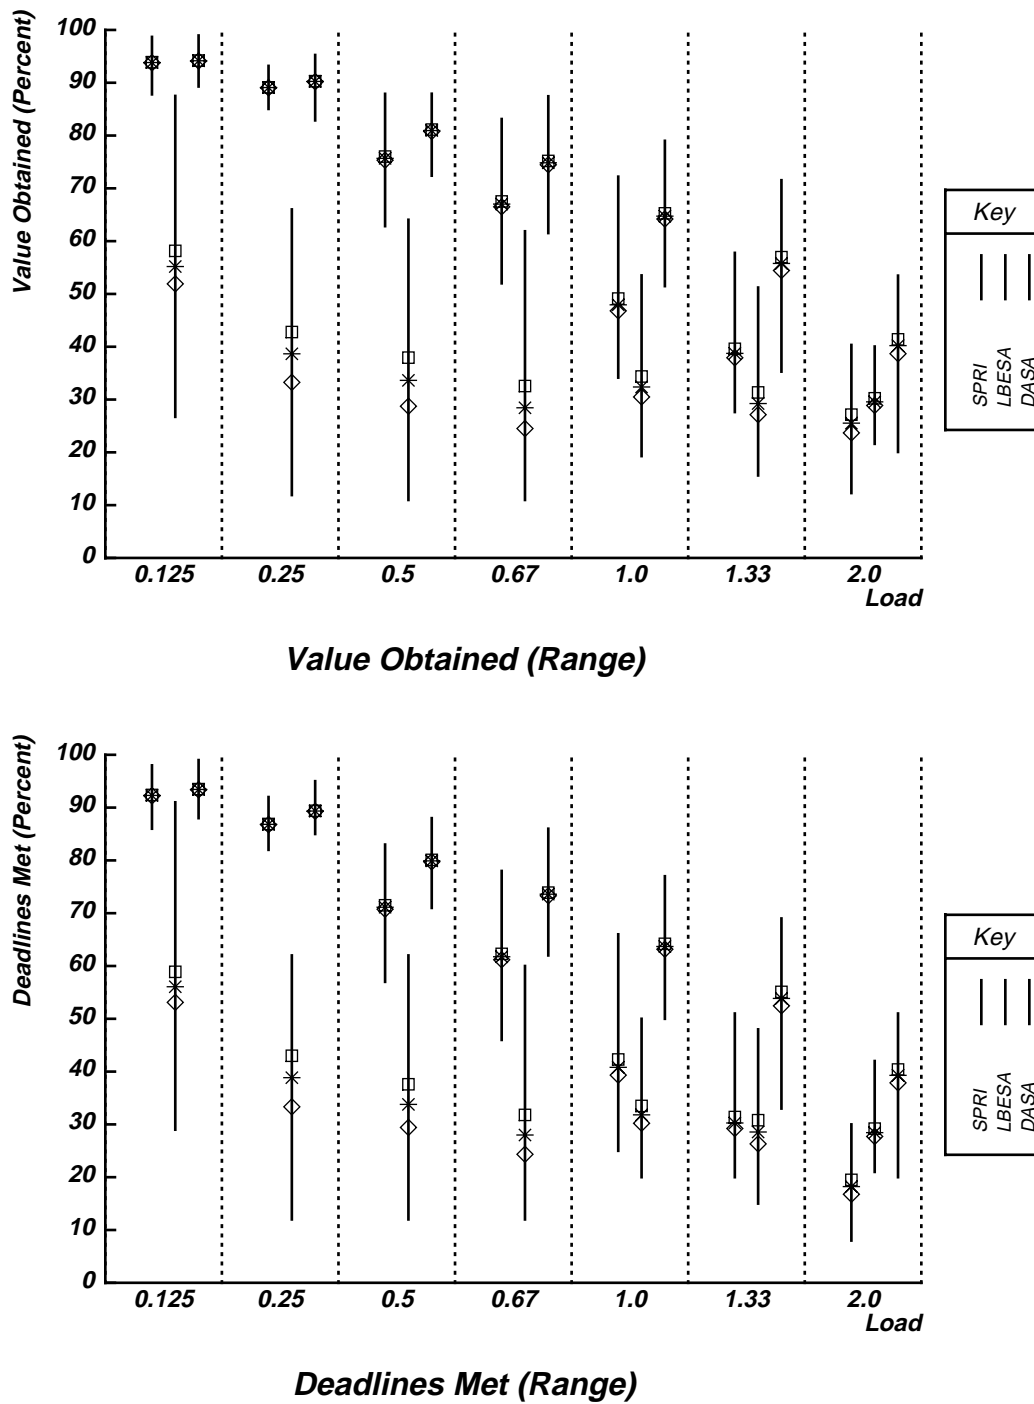 Value Obtained (Percent)
100
90
80
70
60
50
40
30
20
10
0
0.125 0.25 0.5 0.67 1.0 1.33 2.0
Load
Key
SPRI
LBESA
DASA
Value Obtained (Range)
Deadlines Met (Percent)
100
90
80
70
60
50
40
30
20
10
0
0.125 0.25 0.5 0.67 1.0 1.33 2.0
Load
Key
SPRI
LBESA
DASA
Deadlines Met (Range)